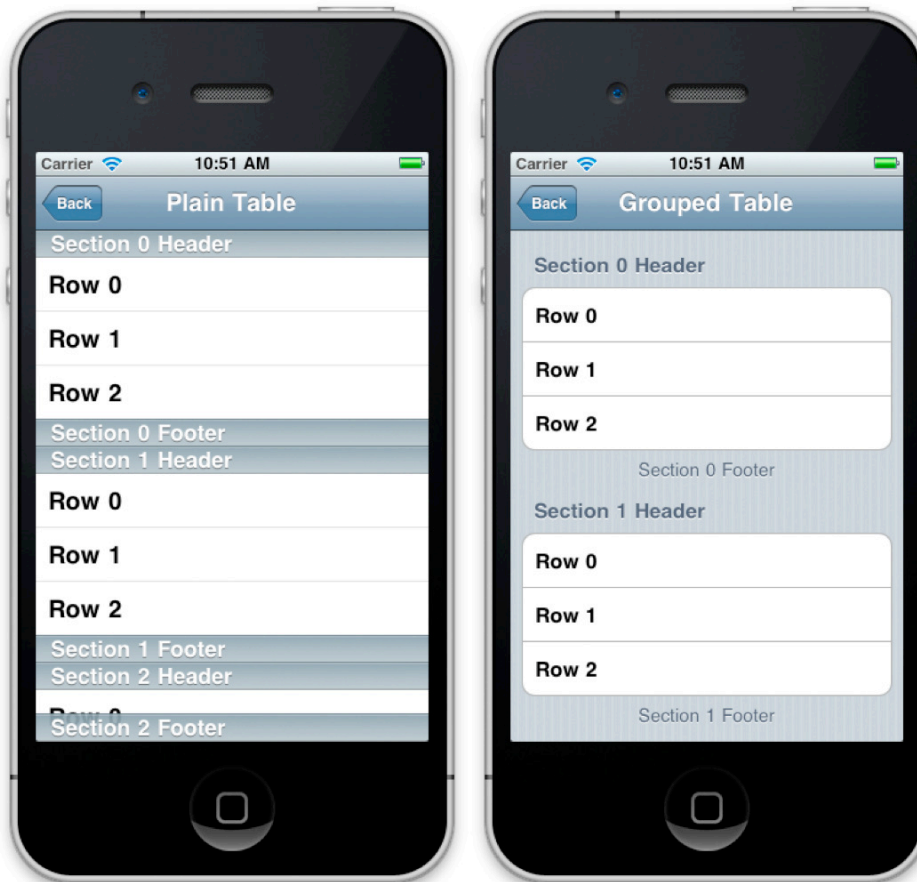 Carrier 10:51 AM
Back Plain Table
Section 0 Header
Row 0
Row 1
Row 2
Section 0 Footer
Section 1 Header
Row 0
Row 1
Row 2
Section 1 Footer
Section 2 Header
Row 0
Section 2 Footer
Carrier 10:51 AM
Back Grouped Table
Section 0 Header
Row 0
Row 1
Row 2
Section 0 Footer
Section 1 Header
Row 0
Row 1
Row 2
Section 1 Footer